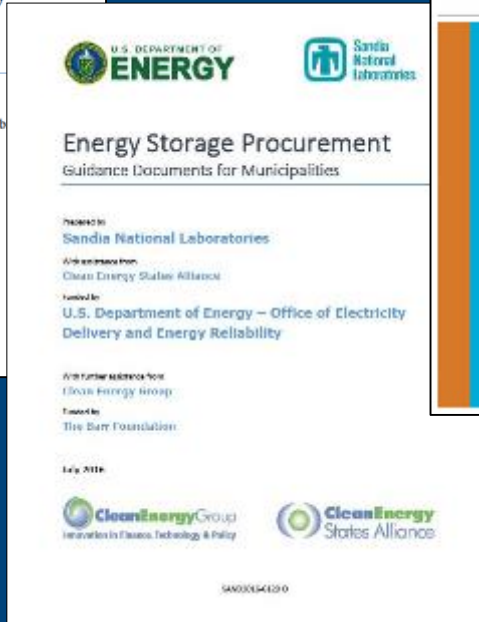 U.S. DEPARTMENT OF
ENERGY
Sandia
National
Laboratories
Energy Storage Procurement
Guidance Documents for Municipalities
Prepared by
Sandia National Laboratories
With assistance from
Clean Energy States Alliance
Funded by
U.S. Department of Energy – Office of Electricity
Delivery and Energy Reliability
With further assistance from
Clean Energy Group
Funded by
The Barr Foundation
July 2016
CleanEnergyGroup
Innovation in Finance, Technology & Policy
CleanEnergy
States Alliance